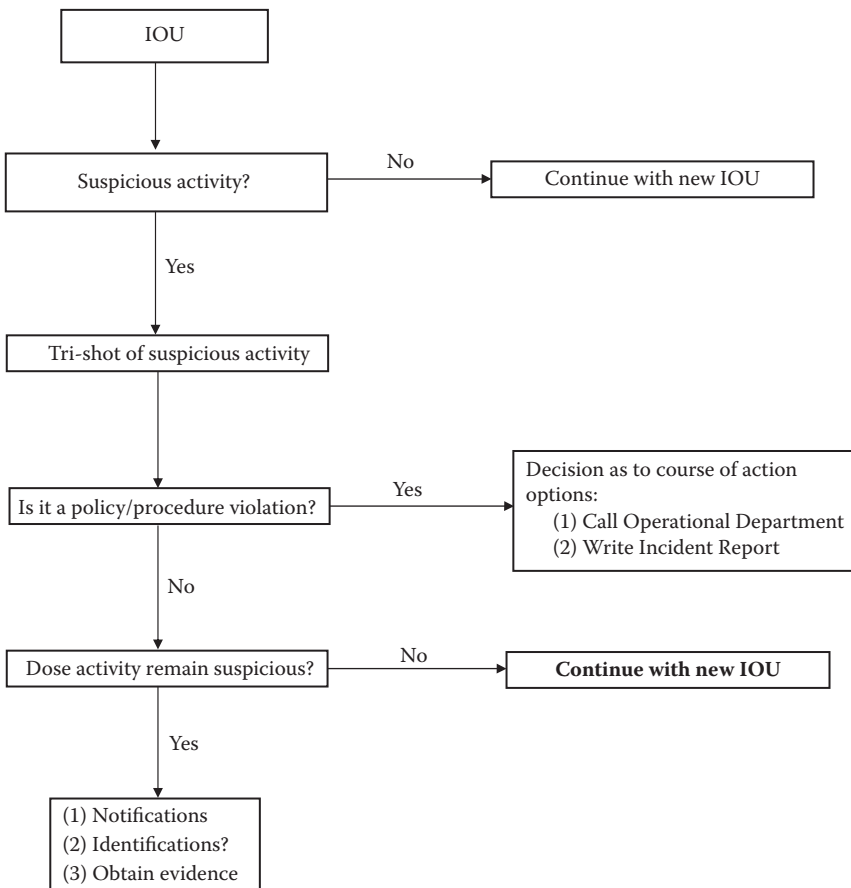 IOU
No
Suspicious activity?
Continue with new IOU
Yes
Tri-shot of suspicious activity
Decision as to course of action
options:
(1) Call Operational Department
(2) Write Incident Report
Yes
Is it a policy/procedure violation?
No
No
Dose activity remain suspicious?
Continue with new IOU
Yes
(1) Notifications
(2) Identifications?
(3) Obtain evidence